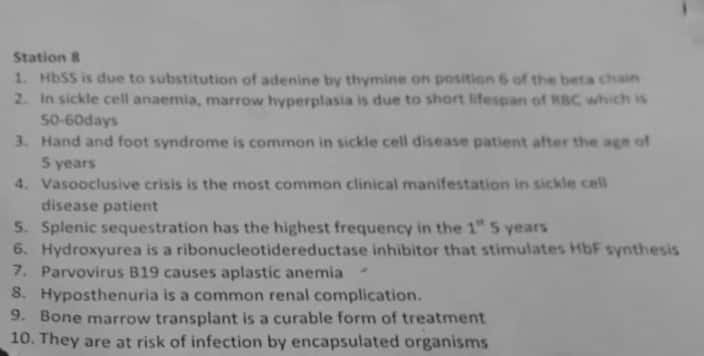 Station 8
1. HbSS is due to substitution of adenine by thymine on position 6 of the beta chain
2. In sickle cell anaemia, marrow hyperplasia is due to short lifespan of RBC which is
50-60days
3. Hand and foot syndrome is common in sickle cell disease patient after the age of
5 years
4. Vasooclusive crisis is the most common clinical manifestation in sickle cell
disease patient
5. Splenic sequestration has the highest frequency in the 1st 5 years
6. Hydroxyurea is a ribonucleotidereductase inhibitor that stimulates HbF synthesis
7. Parvovirus B19 causes aplastic anemia
8. Hyposthenuria is a common renal complication.
9. Bone marrow transplant is a curable form of treatment
10. They are at risk of infection by encapsulated organisms